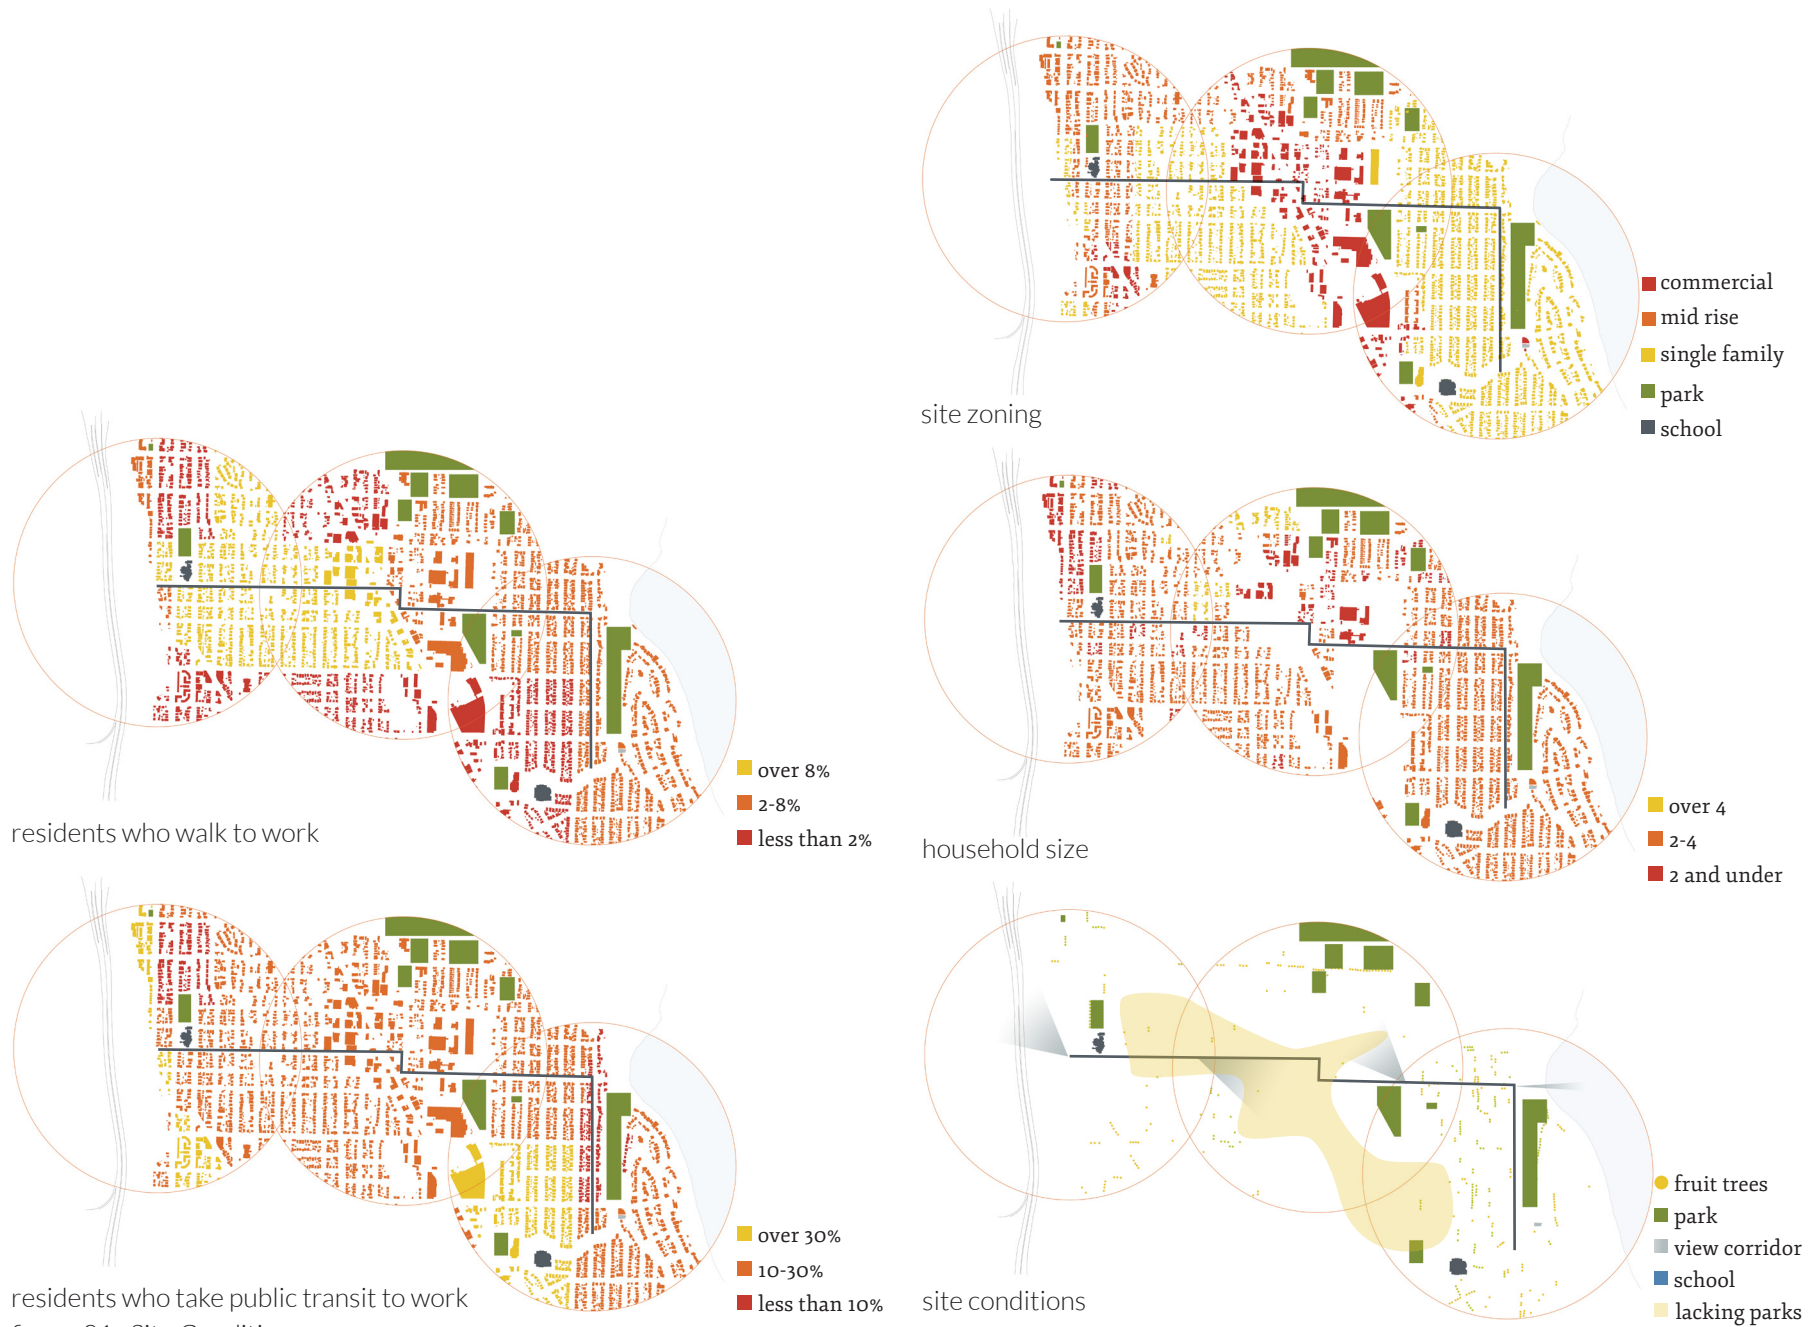 commercial
mid rise
single family
park
school
site zoning
over 8%
2-8%
less than 2%
residents who walk to work
over 4
2-4
2 and under
household size
over 30%
10-30%
less than 10%
residents who take public transit to work
fruit trees
park
view corridor
school
lacking parks
site conditions